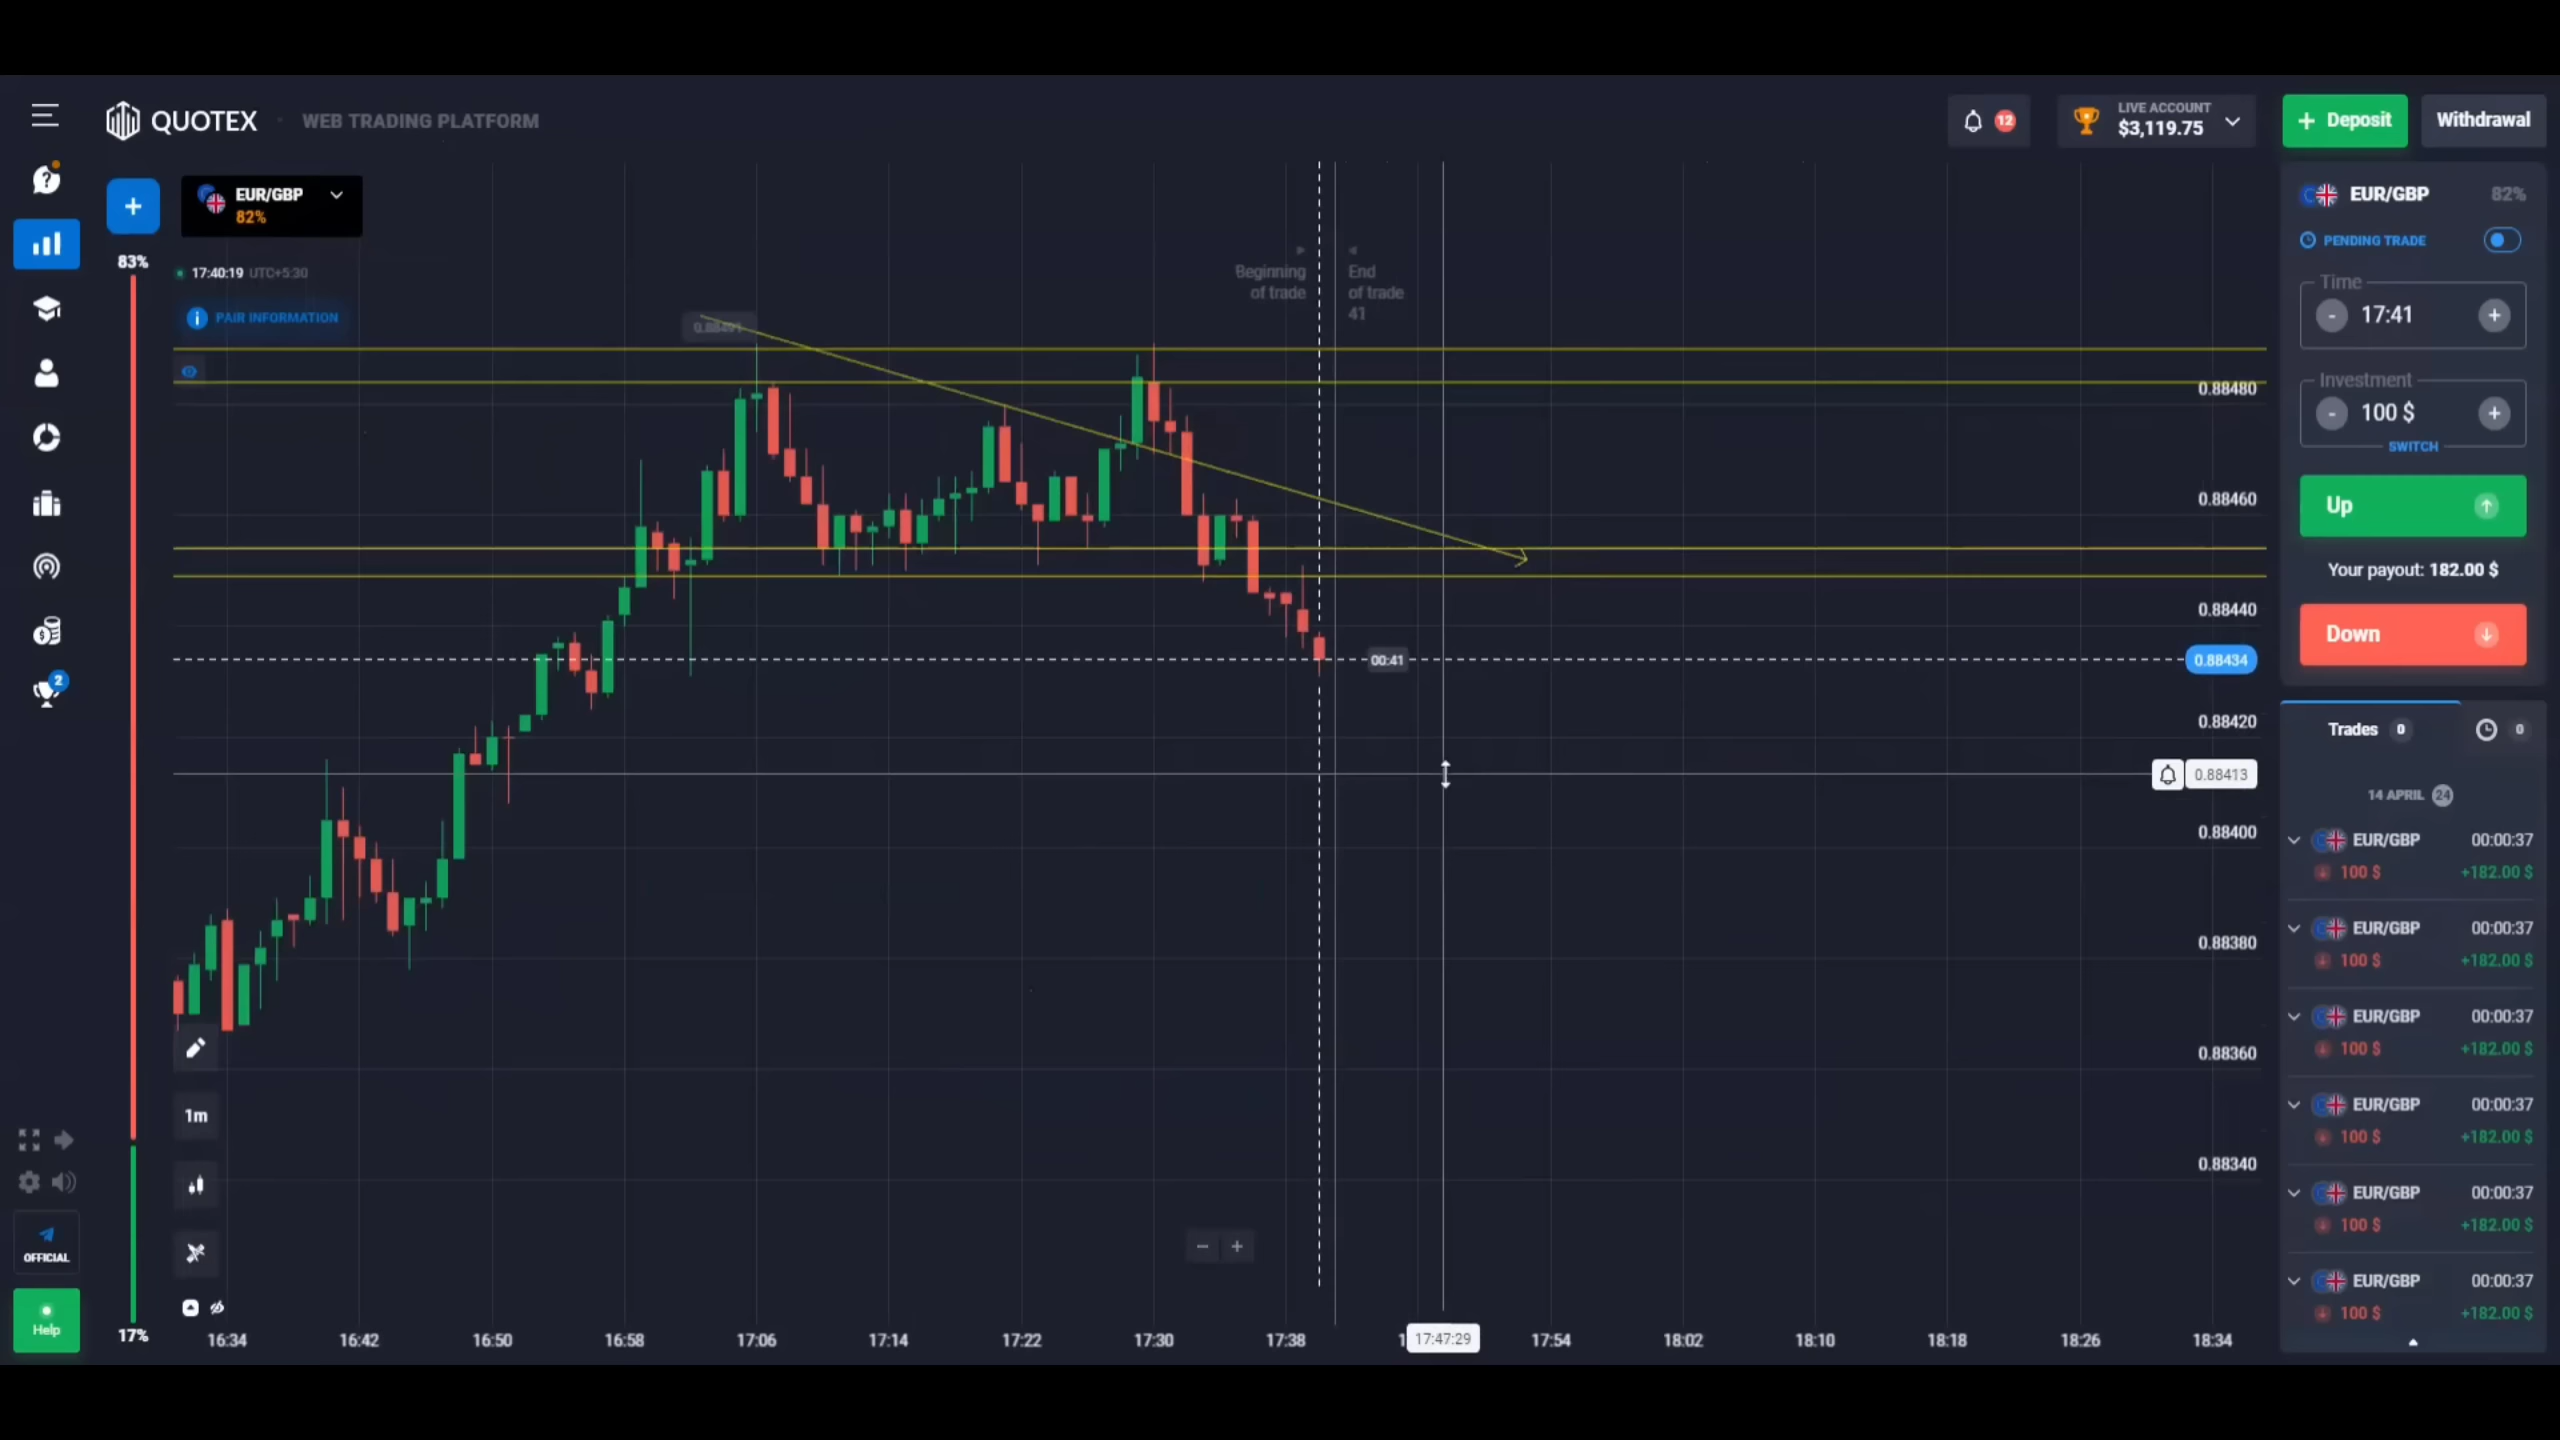 QUOTEX
WEB TRADING PLATFORM
12
LIVE ACCOUNT
$3,119.75
+ Deposit
Withdrawal
EUR/GBP
82%
83%
17:40:19 UTC+5:30
PAIR INFORMATION
Beginning
of trade
End
of trade
41
0.88491
0.88480
0.88460
0.88440
00:41
0.88434
0.88420
0.88413
0.88400
0.88380
0.88360
0.88340
1m
OFFICIAL
Help
2
17%
16:34
16:42
16:50
16:58
17:06
17:14
17:22
17:30
17:38
17:47:29
17:54
18:02
18:10
18:18
18:26
18:34
EUR/GBP 82%
PENDING TRADE
Time
- 17:41 +
Investment
- 100 $ +
SWITCH
Up
Your payout: 182.00 $
Down
Trades 0 0
14 APRIL 24
EUR/GBP 00:00:37
100 $ +182.00 $
EUR/GBP 00:00:37
100 $ +182.00 $
EUR/GBP 00:00:37
100 $ +182.00 $
EUR/GBP 00:00:37
100 $ +182.00 $
EUR/GBP 00:00:37
100 $ +182.00 $
EUR/GBP 00:00:37
100 $ +182.00 $